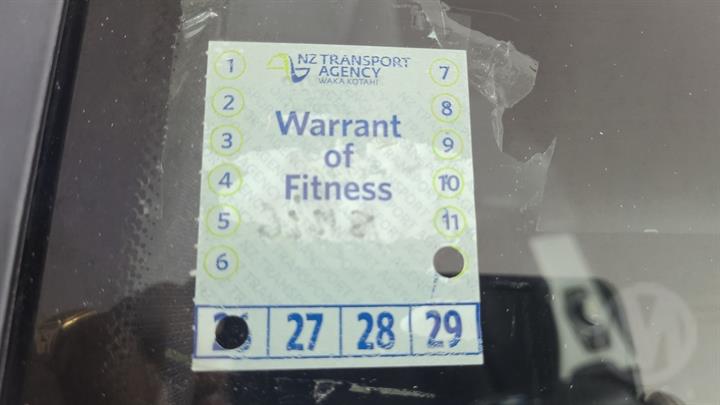 NZ TRANSPORT
AGENCY
WAKA KOTAHI
1
2
3
4
5
6
7
8
9
10
11
Warrant
of
Fitness
26 27 28 29